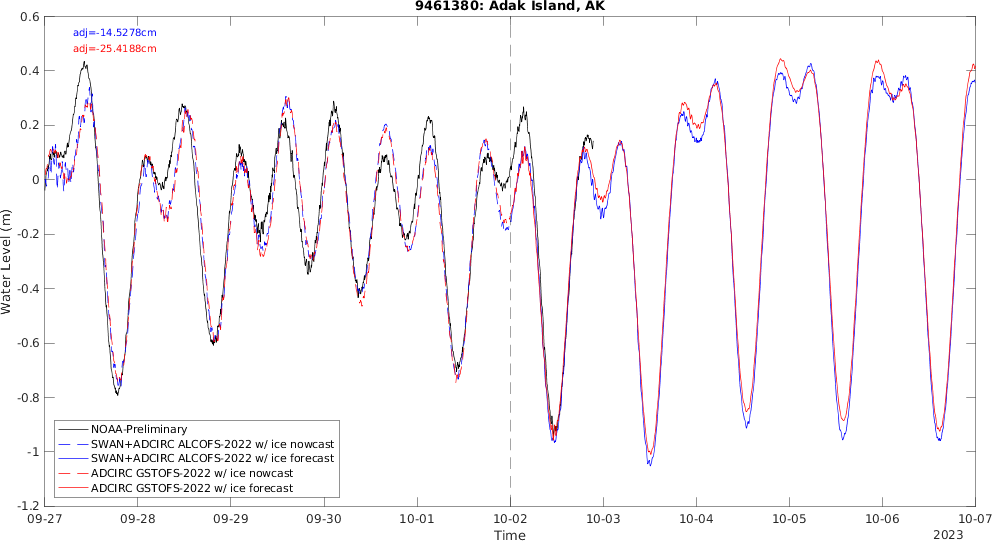 9461380: Adak Island, AK
adj=-14.5278cm
adj=-25.4188cm
0.6
0.4
0.2
0
-0.2
-0.4
-0.6
-0.8
-1
-1.2
Water Level (m)
NOAA-Preliminary
SWAN+ADCIRC ALCOFS-2022 w/ ice nowcast
SWAN+ADCIRC ALCOFS-2022 w/ ice forecast
ADCIRC GSTOFS-2022 w/ ice nowcast
ADCIRC GSTOFS-2022 w/ ice forecast
09-27 09-28 09-29 09-30 10-01 10-02 10-03 10-04 10-05 10-06 10-07
Time
2023